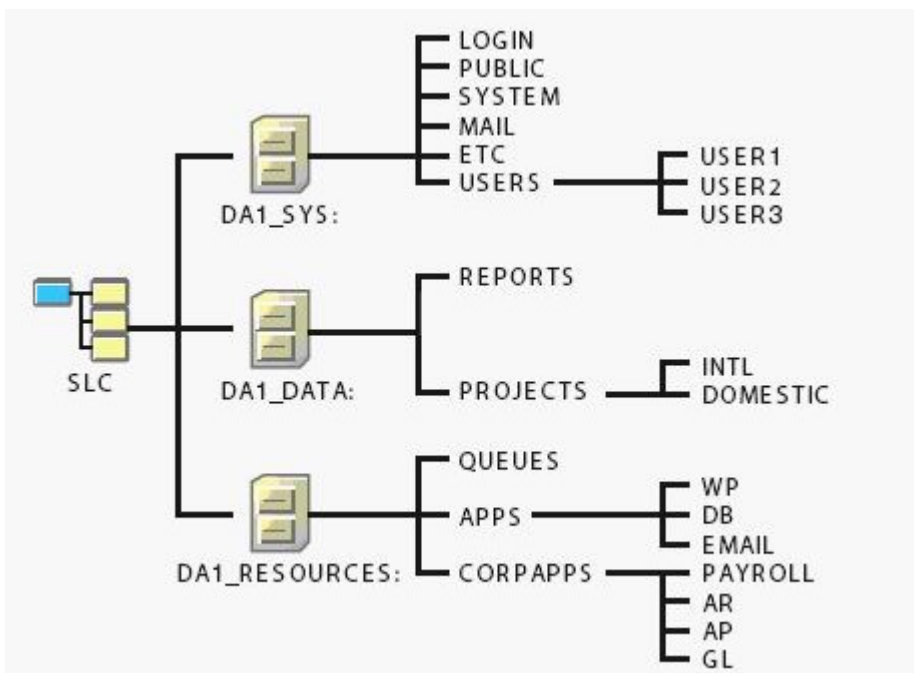 LOGIN
PUBLIC
SYSTEM
MAIL
ETC
USERS
USER1
USER2
USER3
DA1_SYS:
REPORTS
PROJECTS
INTL
DOMESTIC
DA1_DATA:
SLC
QUEUES
APPS
WP
DB
EMAIL
DA1_RESOURCES:
CORPAPPS
PAYROLL
AR
AP
GL